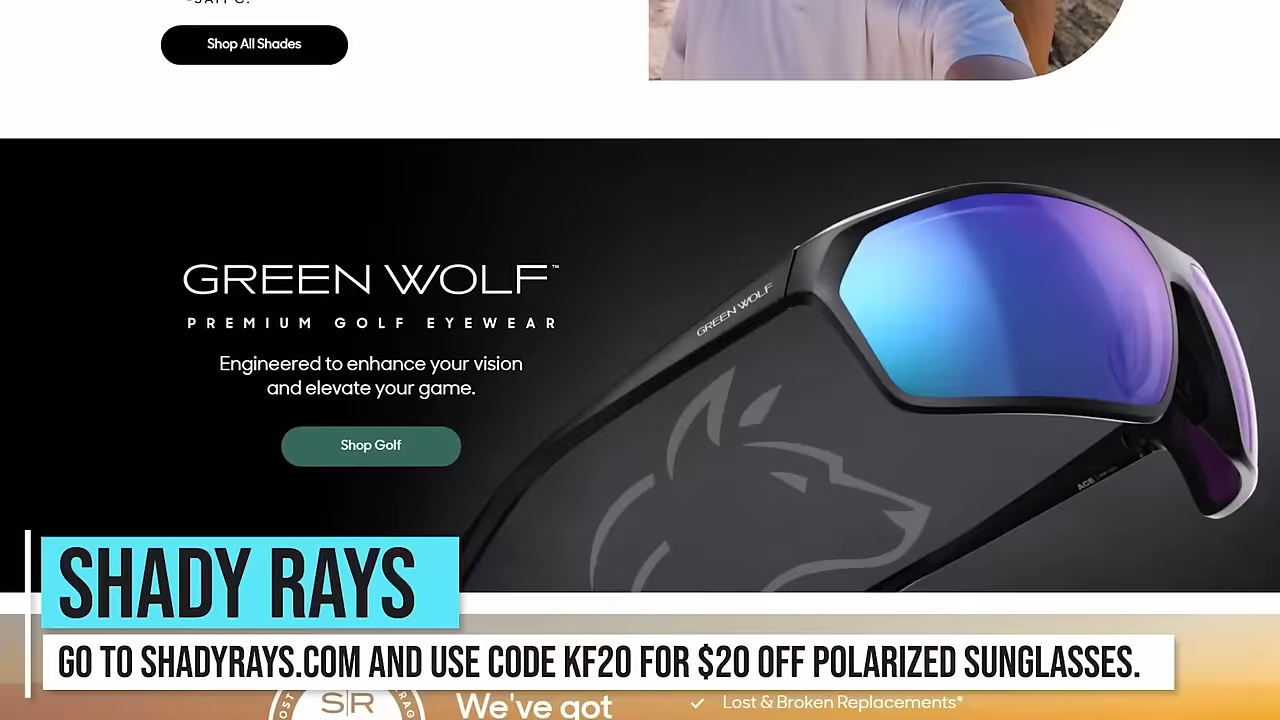 Shop All Shades
GREEN WOLF™
PREMIUM GOLF EYEWEAR
Engineered to enhance your vision
and elevate your game.
Shop Golf
GREEN WOLF
ACE
SHADY RAYS
GO TO SHADYRAYS.COM AND USE CODE KF20 FOR $20 OFF POLARIZED SUNGLASSES.
SR
We've got
Lost & Broken Replacements*